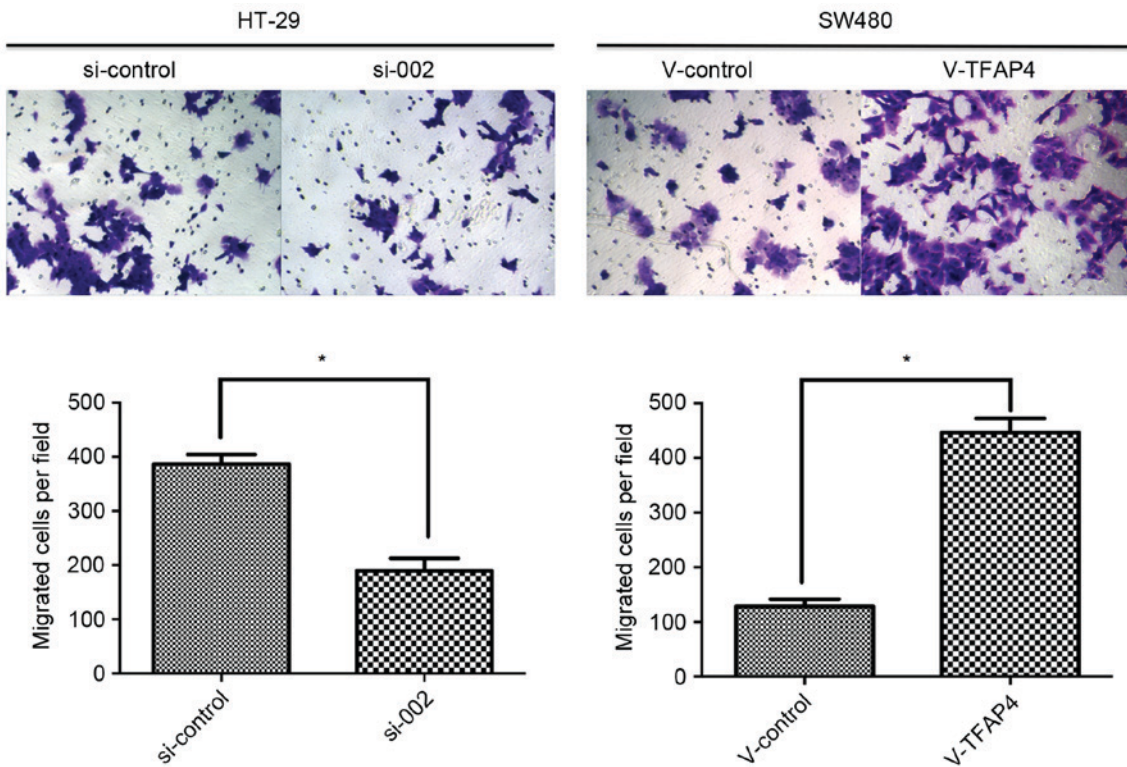 HT-29
SW480
si-control
si-002
V-control
V-TFAP4
*
Migrated cells per field
500
400
300
200
100
0
si-control
si-002
*
Migrated cells per field
500
400
300
200
100
0
V-control
V-TFAP4